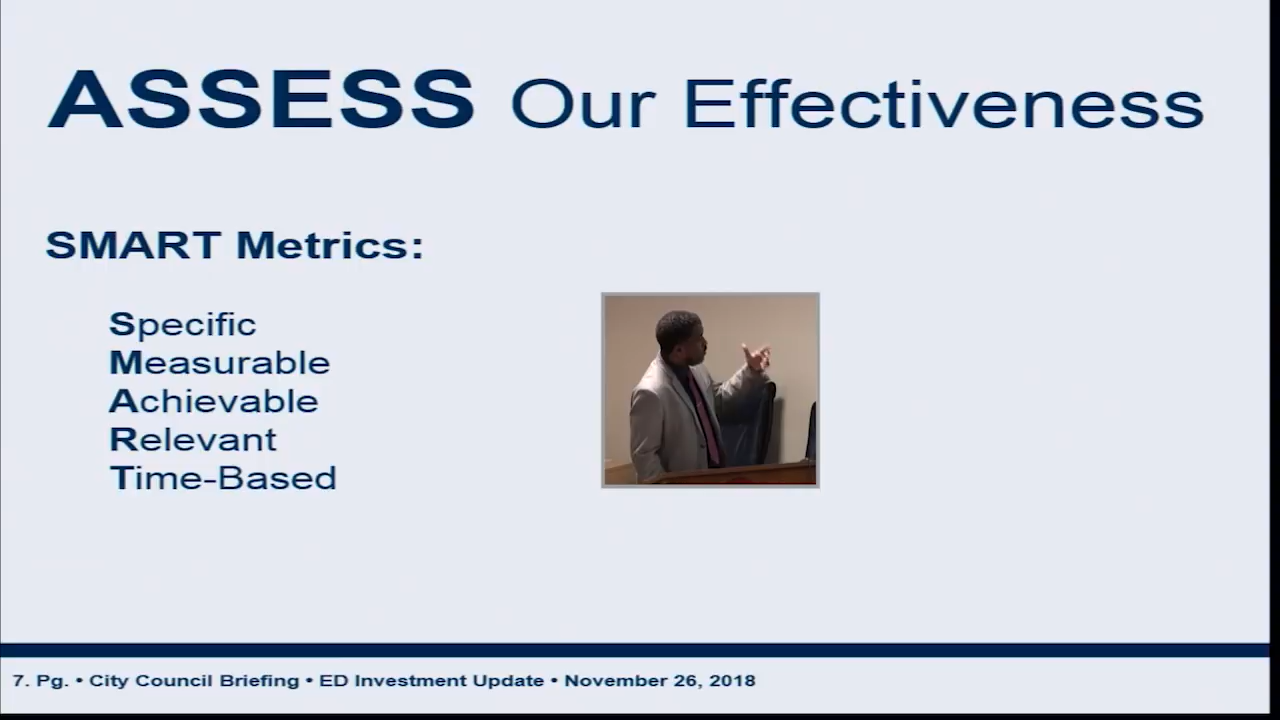 ASSESS Our Effectiveness
SMART Metrics:
Specific
Measurable
Achievable
Relevant
Time-Based
7. Pg. • City Council Briefing • ED Investment Update • November 26, 2018